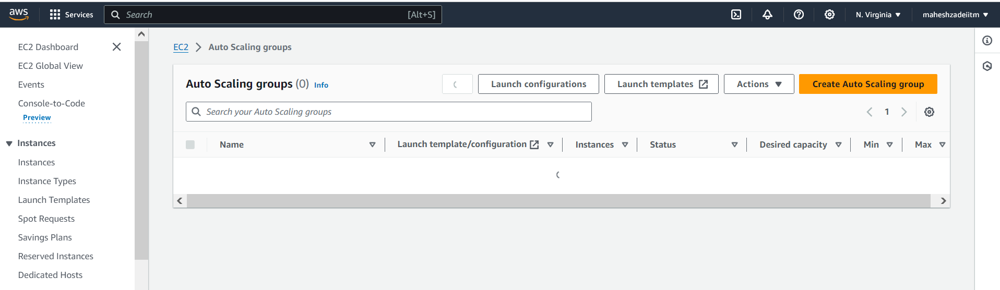 aws
Services
Search [Alt+S]
N. Virginia
maheshzadeiitm
EC2 Dashboard
EC2 Global View
Events
Console-to-Code
Preview
Instances
Instances
Instance Types
Launch Templates
Spot Requests
Savings Plans
Reserved Instances
Dedicated Hosts
EC2 > Auto Scaling groups
Auto Scaling groups (0) Info
Launch configurations
Launch templates
Actions
Create Auto Scaling group
Search your Auto Scaling groups
1
Name Launch template/configuration Instances Status Desired capacity Min Max